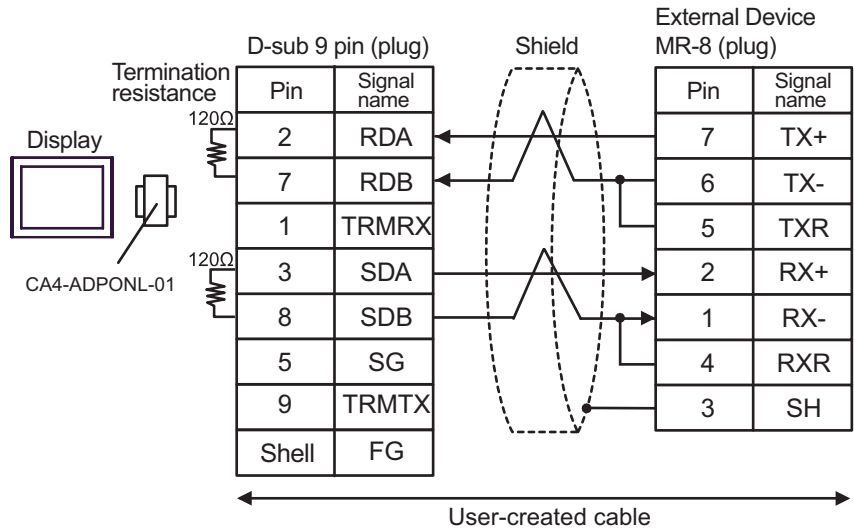 External Device
D-sub 9 pin (plug)
Shield
MR-8 (plug)
Termination
resistance
Pin
Signal
name
Pin
Signal
name
120Ω
Display
2
RDA
7
TX+
7
RDB
6
TX-
1
TRMRX
5
TXR
120Ω
CA4-ADPONL-01
3
SDA
2
RX+
8
SDB
1
RX-
5
SG
4
RXR
9
TRMTX
3
SH
Shell
FG
User-created cable